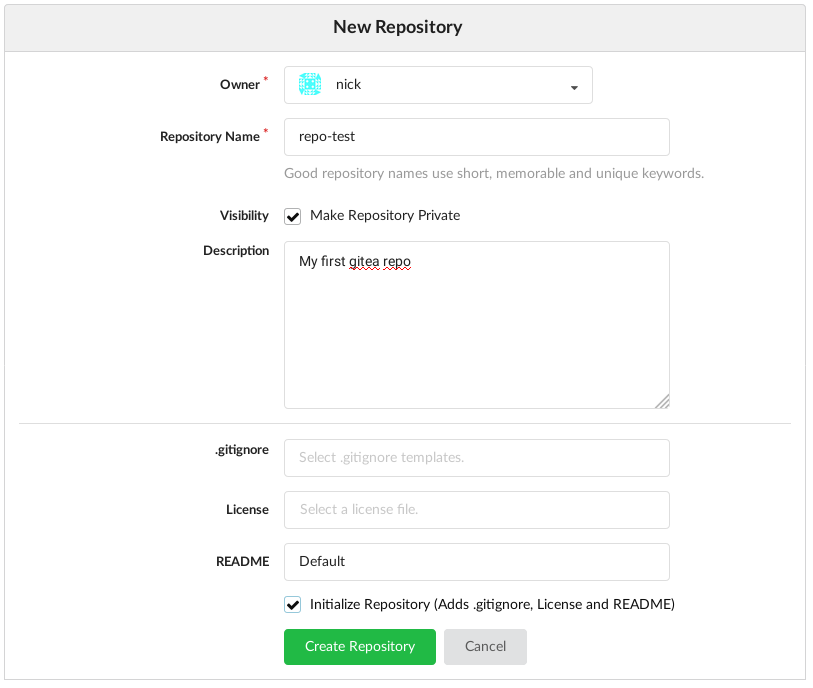 New Repository
Owner * nick
Repository Name * repo-test
Good repository names use short, memorable and unique keywords.
Visibility Make Repository Private
Description My first gitea repo
.gitignore Select .gitignore templates.
License Select a license file.
README Default
Initialize Repository (Adds .gitignore, License and README)
Create Repository Cancel